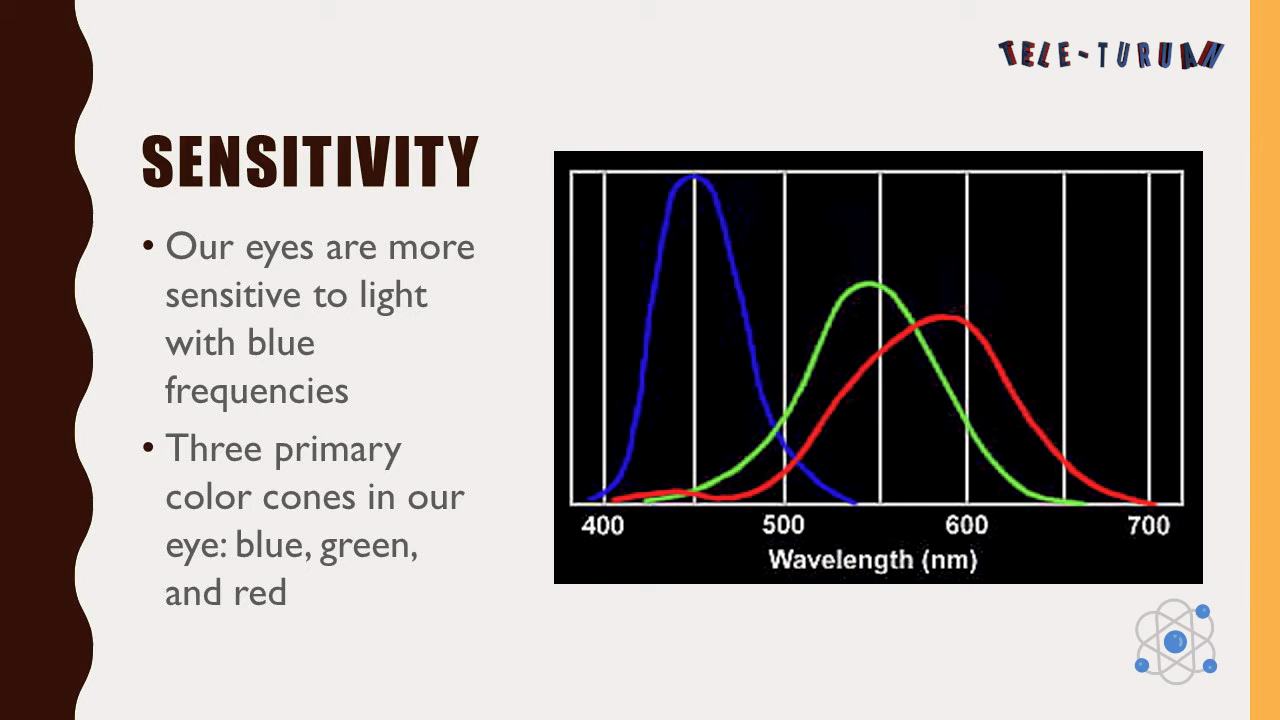 TELE-TURUAN
SENSITIVITY
• Our eyes are more
sensitive to light
with blue
frequencies
• Three primary
color cones in our
eye: blue, green,
and red
400 500 600 700
Wavelength (nm)